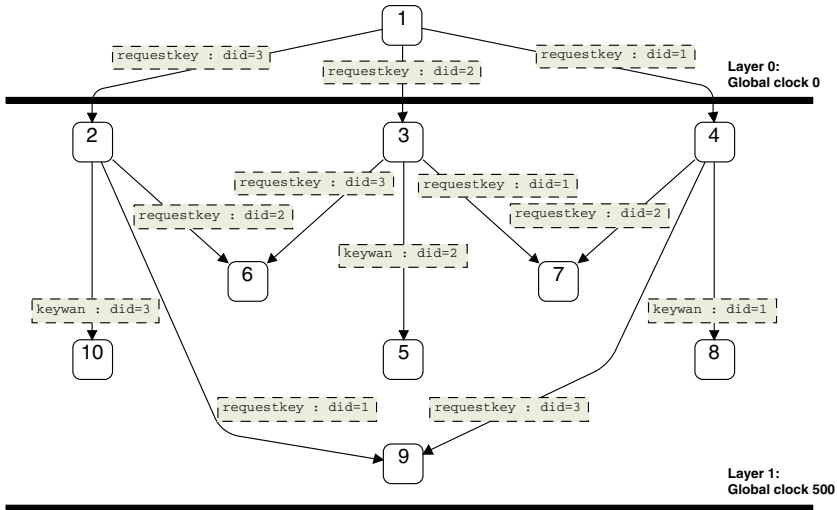 1
requestkey : did=3
requestkey : did=2
requestkey : did=1
Layer 0:
Global clock 0
2
3
4
requestkey : did=3
requestkey : did=1
requestkey : did=2
requestkey : did=2
keywan : did=2
6
7
keywan : did=3
keywan : did=1
10
5
8
requestkey : did=1
requestkey : did=3
9
Layer 1:
Global clock 500